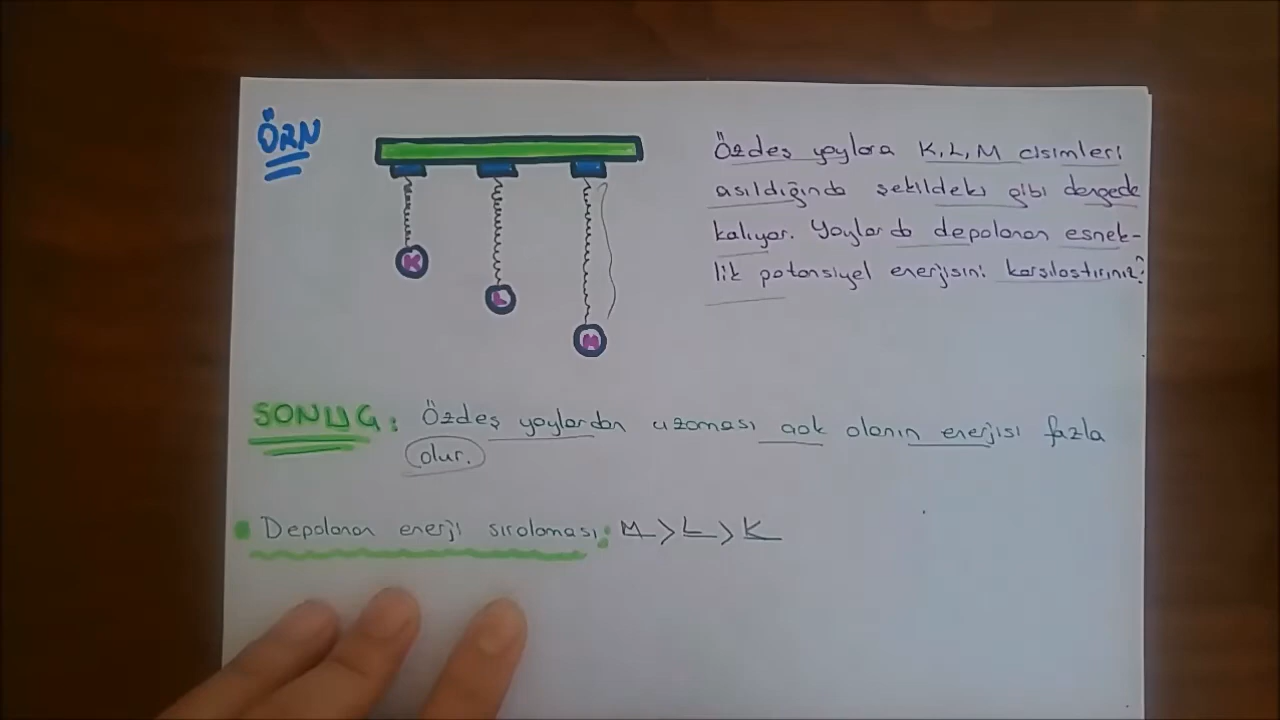 ÖRN
K
L
M
Özdeş yaylara K, L, M cisimleri
asıldığında şekildeki gibi dengede
kalıyor. Yaylarda depolanan esnek-
lik potansiyel enerjisini karşılaştırınız?
SONUÇ: Özdeş yaylardan uzaması çok olanın enerjisi fazla
olur.
Depolanan enerji sıralaması: M>L>K